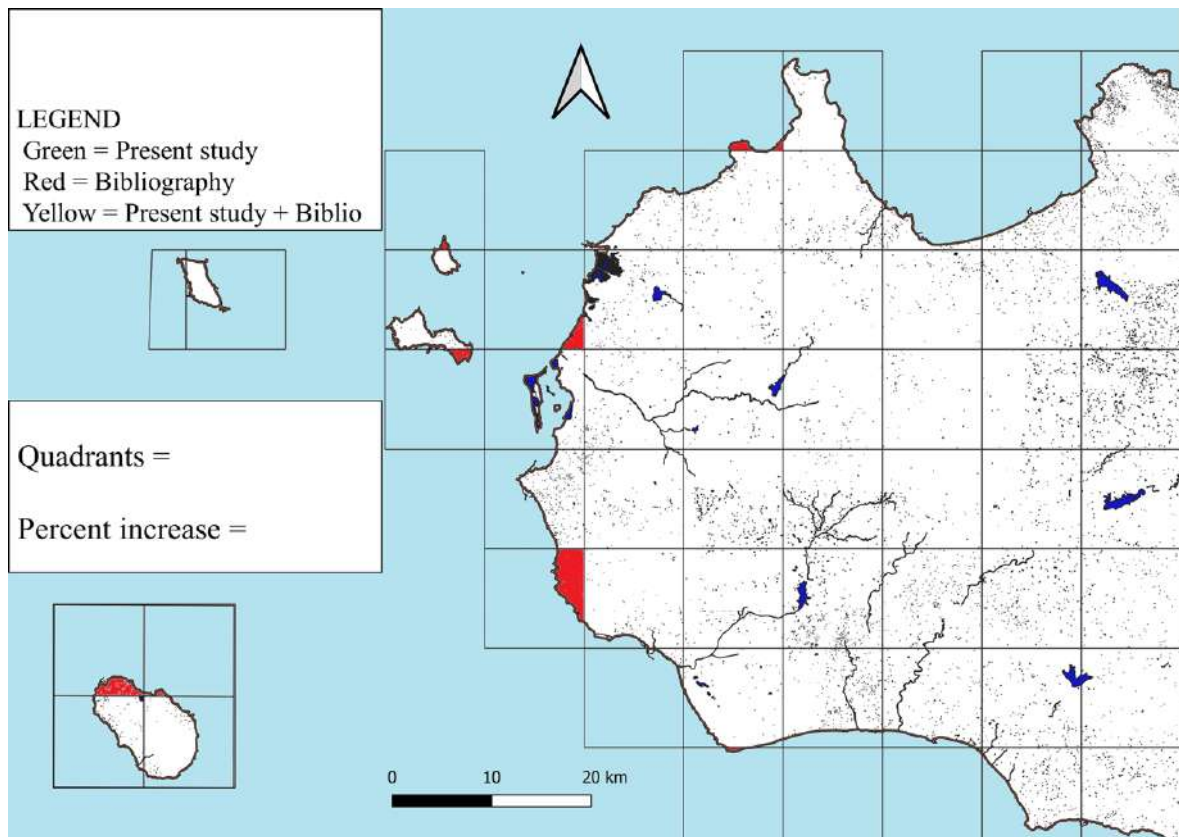 LEGEND
Green = Present study
Red = Bibliography
Yellow = Present study + Biblio
Quadrants =
Percent increase =
0 10 20 km